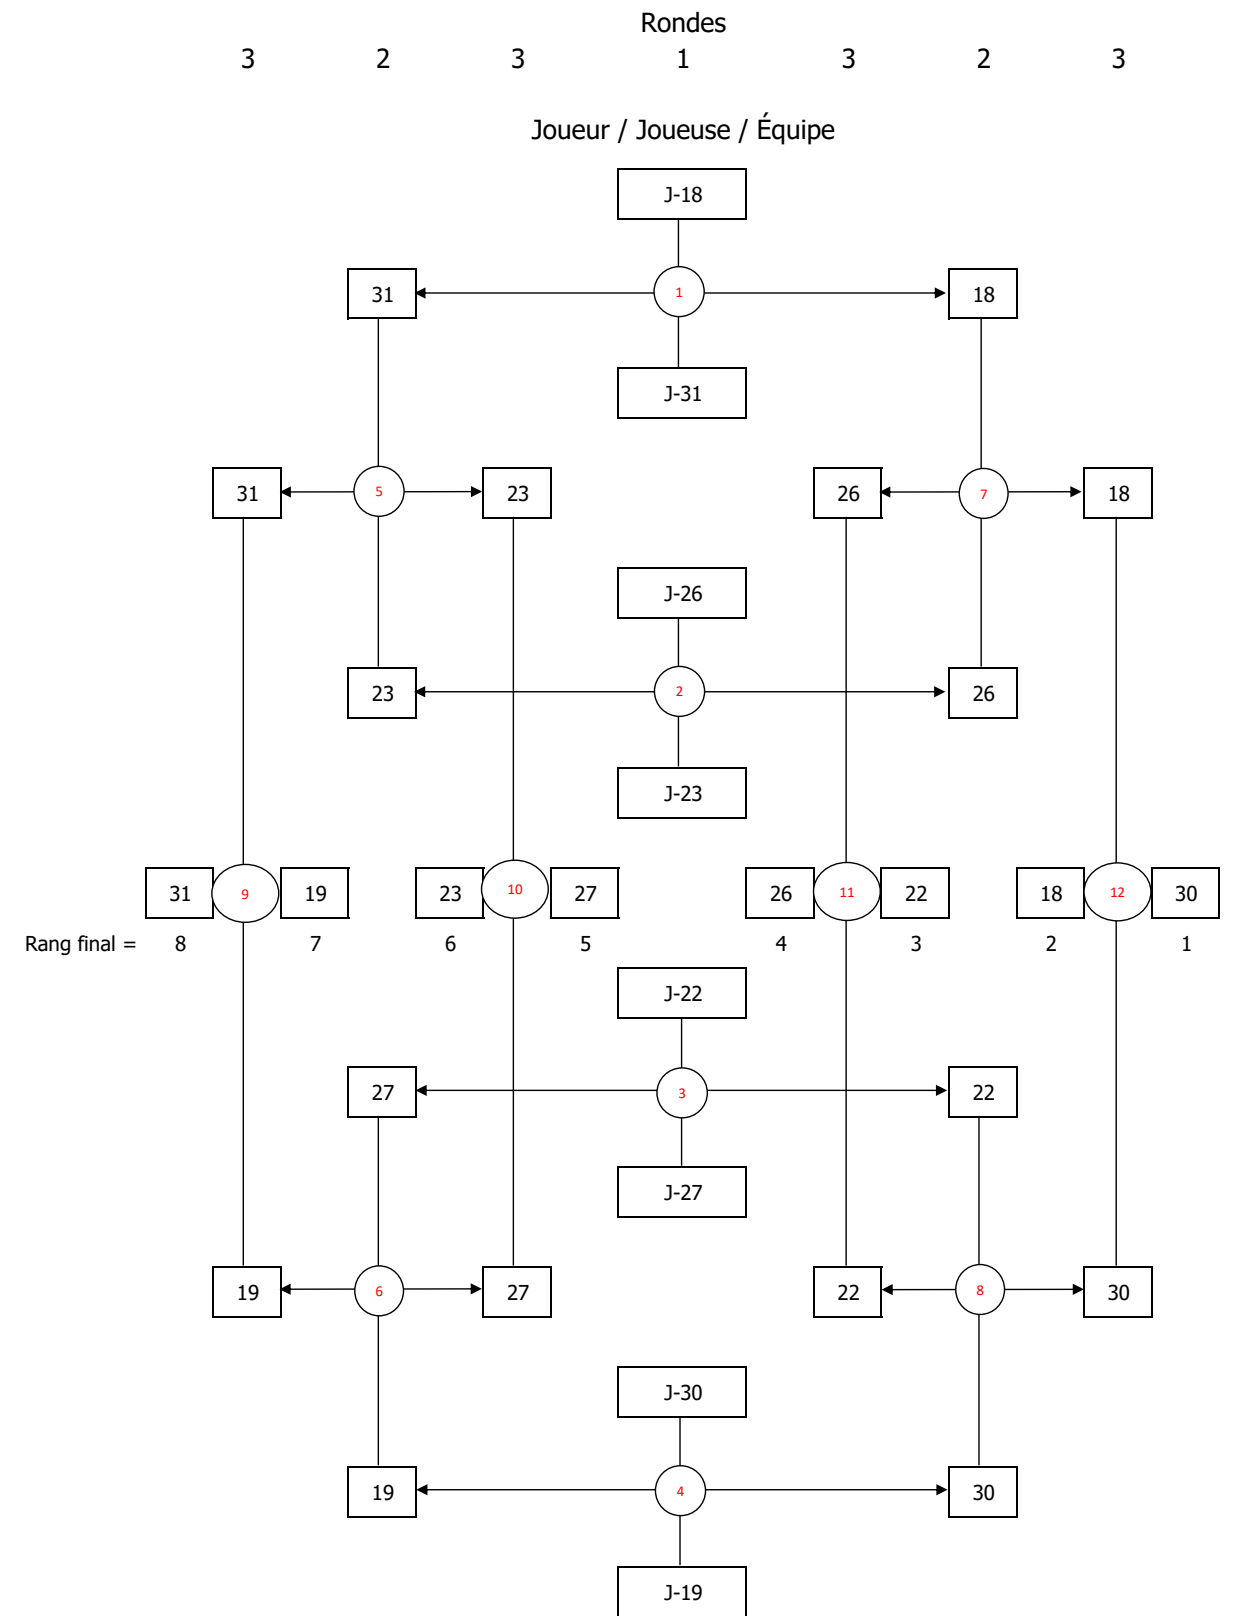 Rondes
3 2 3 1 3 2 3
Joueur / Joueuse / Équipe
J-18
31 1 18
J-31
31 5 23 26 7 18
J-26
23 2 26
J-23
31 9 19 23 10 27 26 11 22 18 12 30
Rang final = 8 7 6 5 4 3 2 1
J-22
27 3 22
J-27
19 6 27 22 8 30
J-30
19 4 30
J-19